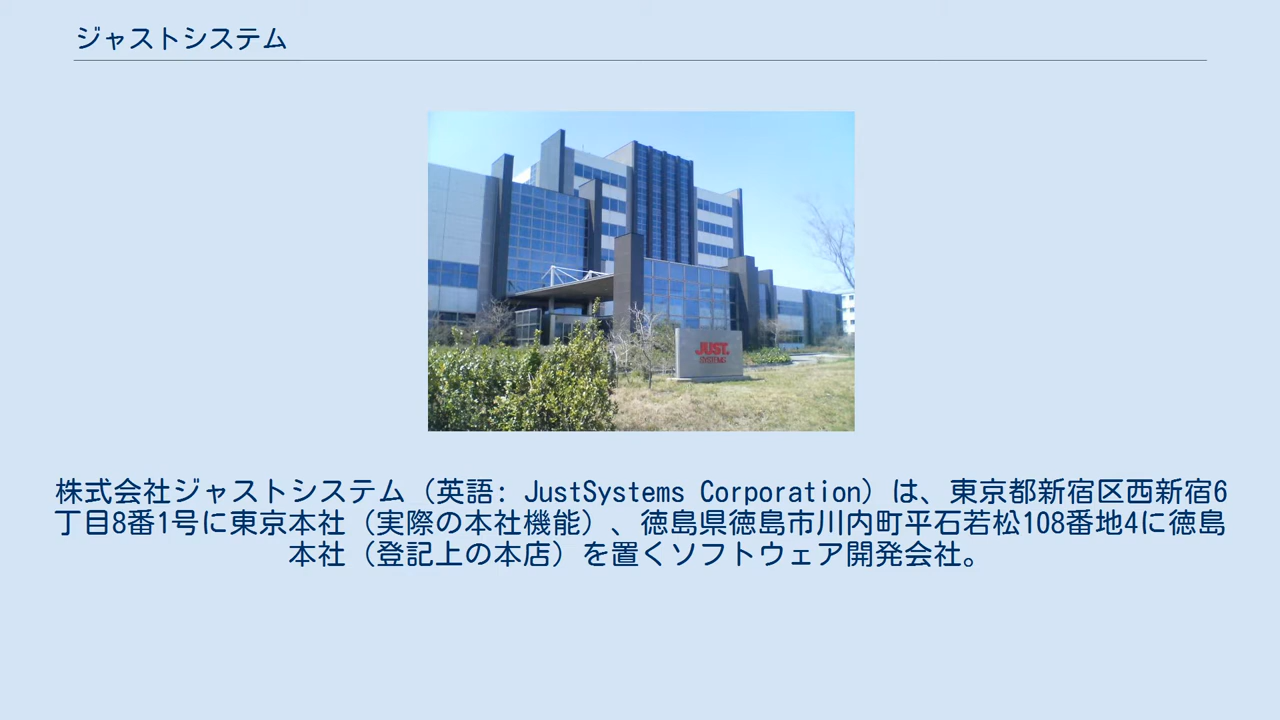 ジャストシステム
JUST.
SYSTEMS
株式会社ジャストシステム（英語: JustSystems Corporation）は、東京都新宿区西新宿6
丁目8番1号に東京本社（実際の本社機能）、徳島県徳島市川内町平石若松108番地4に徳島
本社（登記上の本店）を置くソフトウェア開発会社。